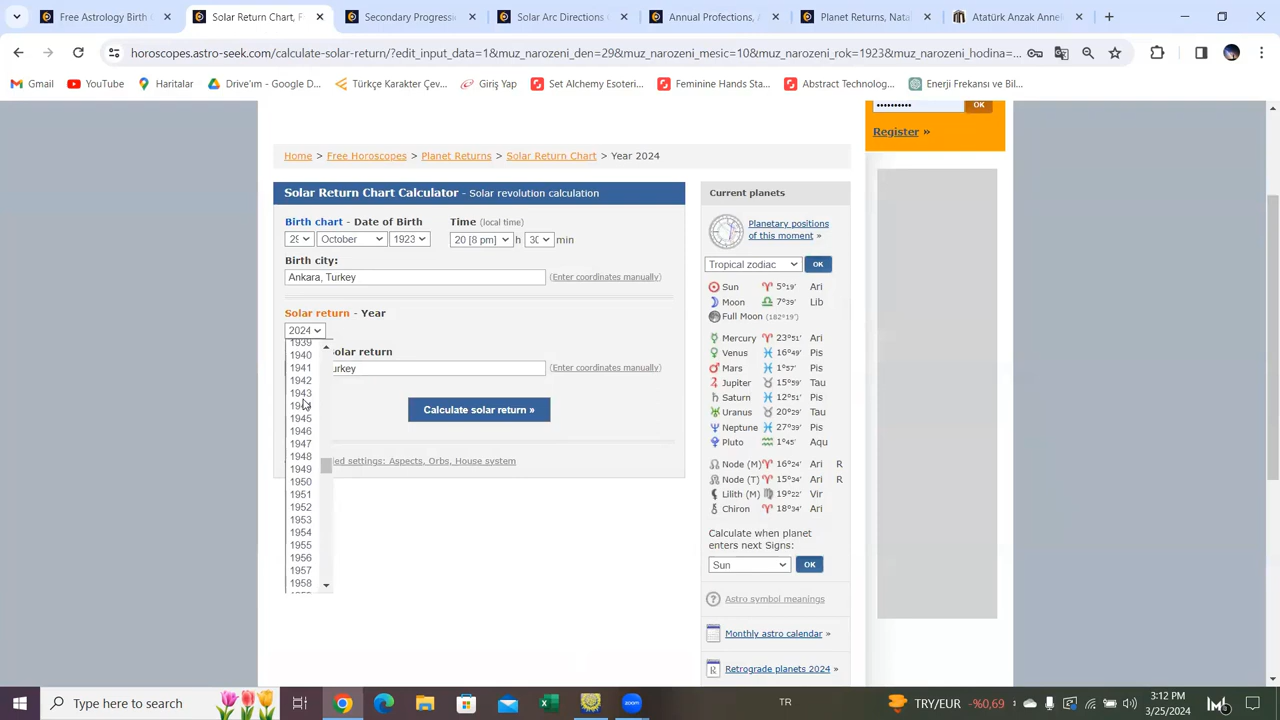 Free Astrology Birth C
Solar Return Chart, F
Secondary Progressi
Solar Arc Directions C
Annual Profections, A
Planet Returns, Nata
Atatürk Anzak Anne
horoscopes.astro-seek.com/calculate-solar-return/?edit_input_data=1&muz_narozeni_den=29&muz_narozeni_mesic=10&muz_narozeni_rok=1923&muz_narozeni_hodina=...
Gmail
YouTube
Haritalar
Drive'ım - Google D...
Türkçe Karakter Çev...
Giriş Yap
Set Alchemy Esoteri...
Feminine Hands Sta...
Abstract Technolog...
Enerji Frekansı ve Bil...
•••••••••• OK
Register »
Home > Free Horoscopes > Planet Returns > Solar Return Chart > Year 2024
Solar Return Chart Calculator - Solar revolution calculation
Birth chart - Date of Birth Time (local time)
29 October 1923 20 [8 pm] h 30 min
Birth city:
Ankara, Turkey (Enter coordinates manually)
Solar return - Year
2024
Solar return
urkey (Enter coordinates manually)
1939
1940
1941
1942
1943
1945
1946
1947
1948
1949
1950
1951
1952
1953
1954
1955
1956
1957
1958
Calculate solar return »
ed settings: Aspects, Orbs, House system
Current planets
Planetary positions
of this moment »
Tropical zodiac OK
Sun ♈ 5°19' Ari
Moon ♎ 7°39' Lib
Full Moon (182°19')
Mercury ♈ 23°51' Ari
Venus ♓ 16°49' Pis
Mars ♓ 1°57' Pis
Jupiter ♉ 15°59' Tau
Saturn ♓ 12°51' Pis
Uranus ♉ 20°29' Tau
Neptune ♓ 27°39' Pis
Pluto ♒ 1°45' Aqu
Node (M) ♈ 16°24' Ari R
Node (T) ♈ 15°34' Ari R
Lilith (M) ♍ 19°22' Vir
Chiron ♈ 18°34' Ari
Calculate when planet
enters next Signs:
Sun OK
Astro symbol meanings
Monthly astro calendar »
Retrograde planets 2024 »
Type here to search
TR
TRY/EUR -%0,69
3:12 PM
3/25/2024